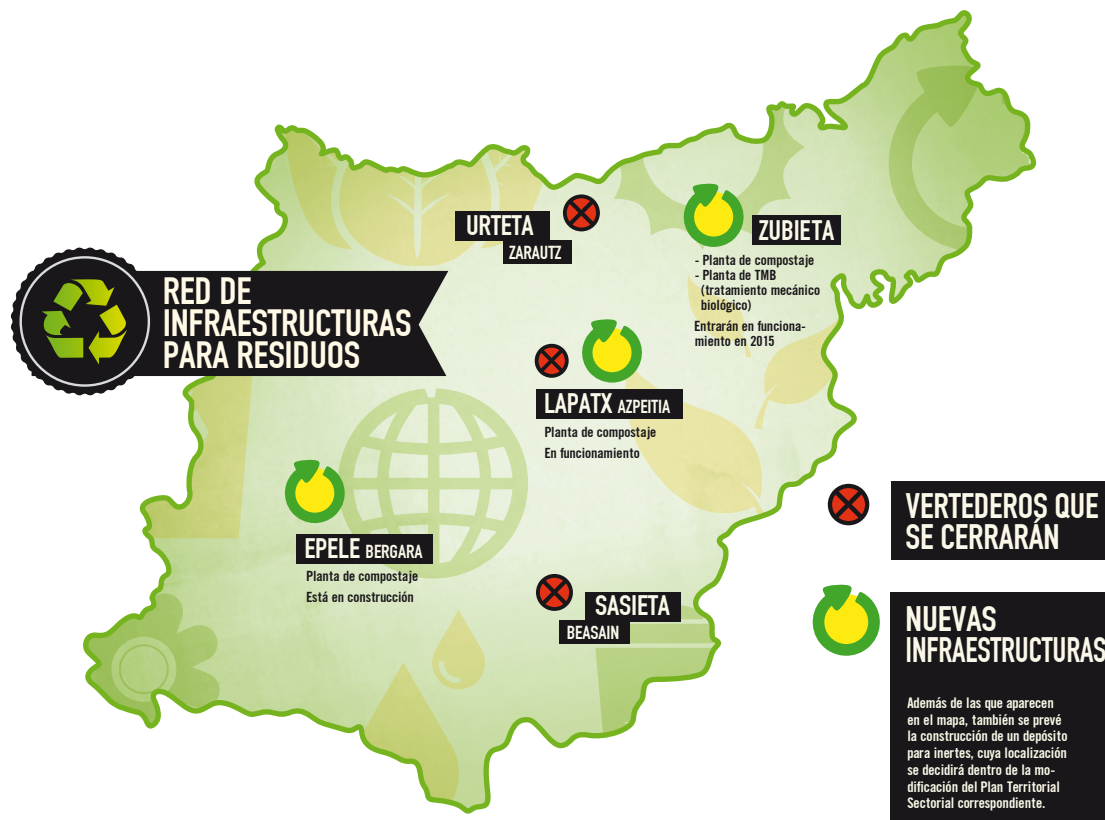 RED DE
INFRAESTRUCTURAS
PARA RESIDUOS
URTETA
ZARAUTZ
ZUBIETA
- Planta de compostaje
- Planta de TMB
(tratamiento mecánico
biológico)
Entrarán en funciona-
miento en 2015
LAPATX AZPEITIA
Planta de compostaje
En funcionamiento
EPELE BERGARA
Planta de compostaje
Está en construcción
SASIETA
BEASAIN
VERTEDEROS QUE
SE CERRARÁN
NUEVAS
INFRAESTRUCTURAS
Además de las que aparecen
en el mapa, también se prevé
la construcción de un depósito
para inertes, cuya localización
se decidirá dentro de la mo-
dificación del Plan Territorial
Sectorial correspondiente.